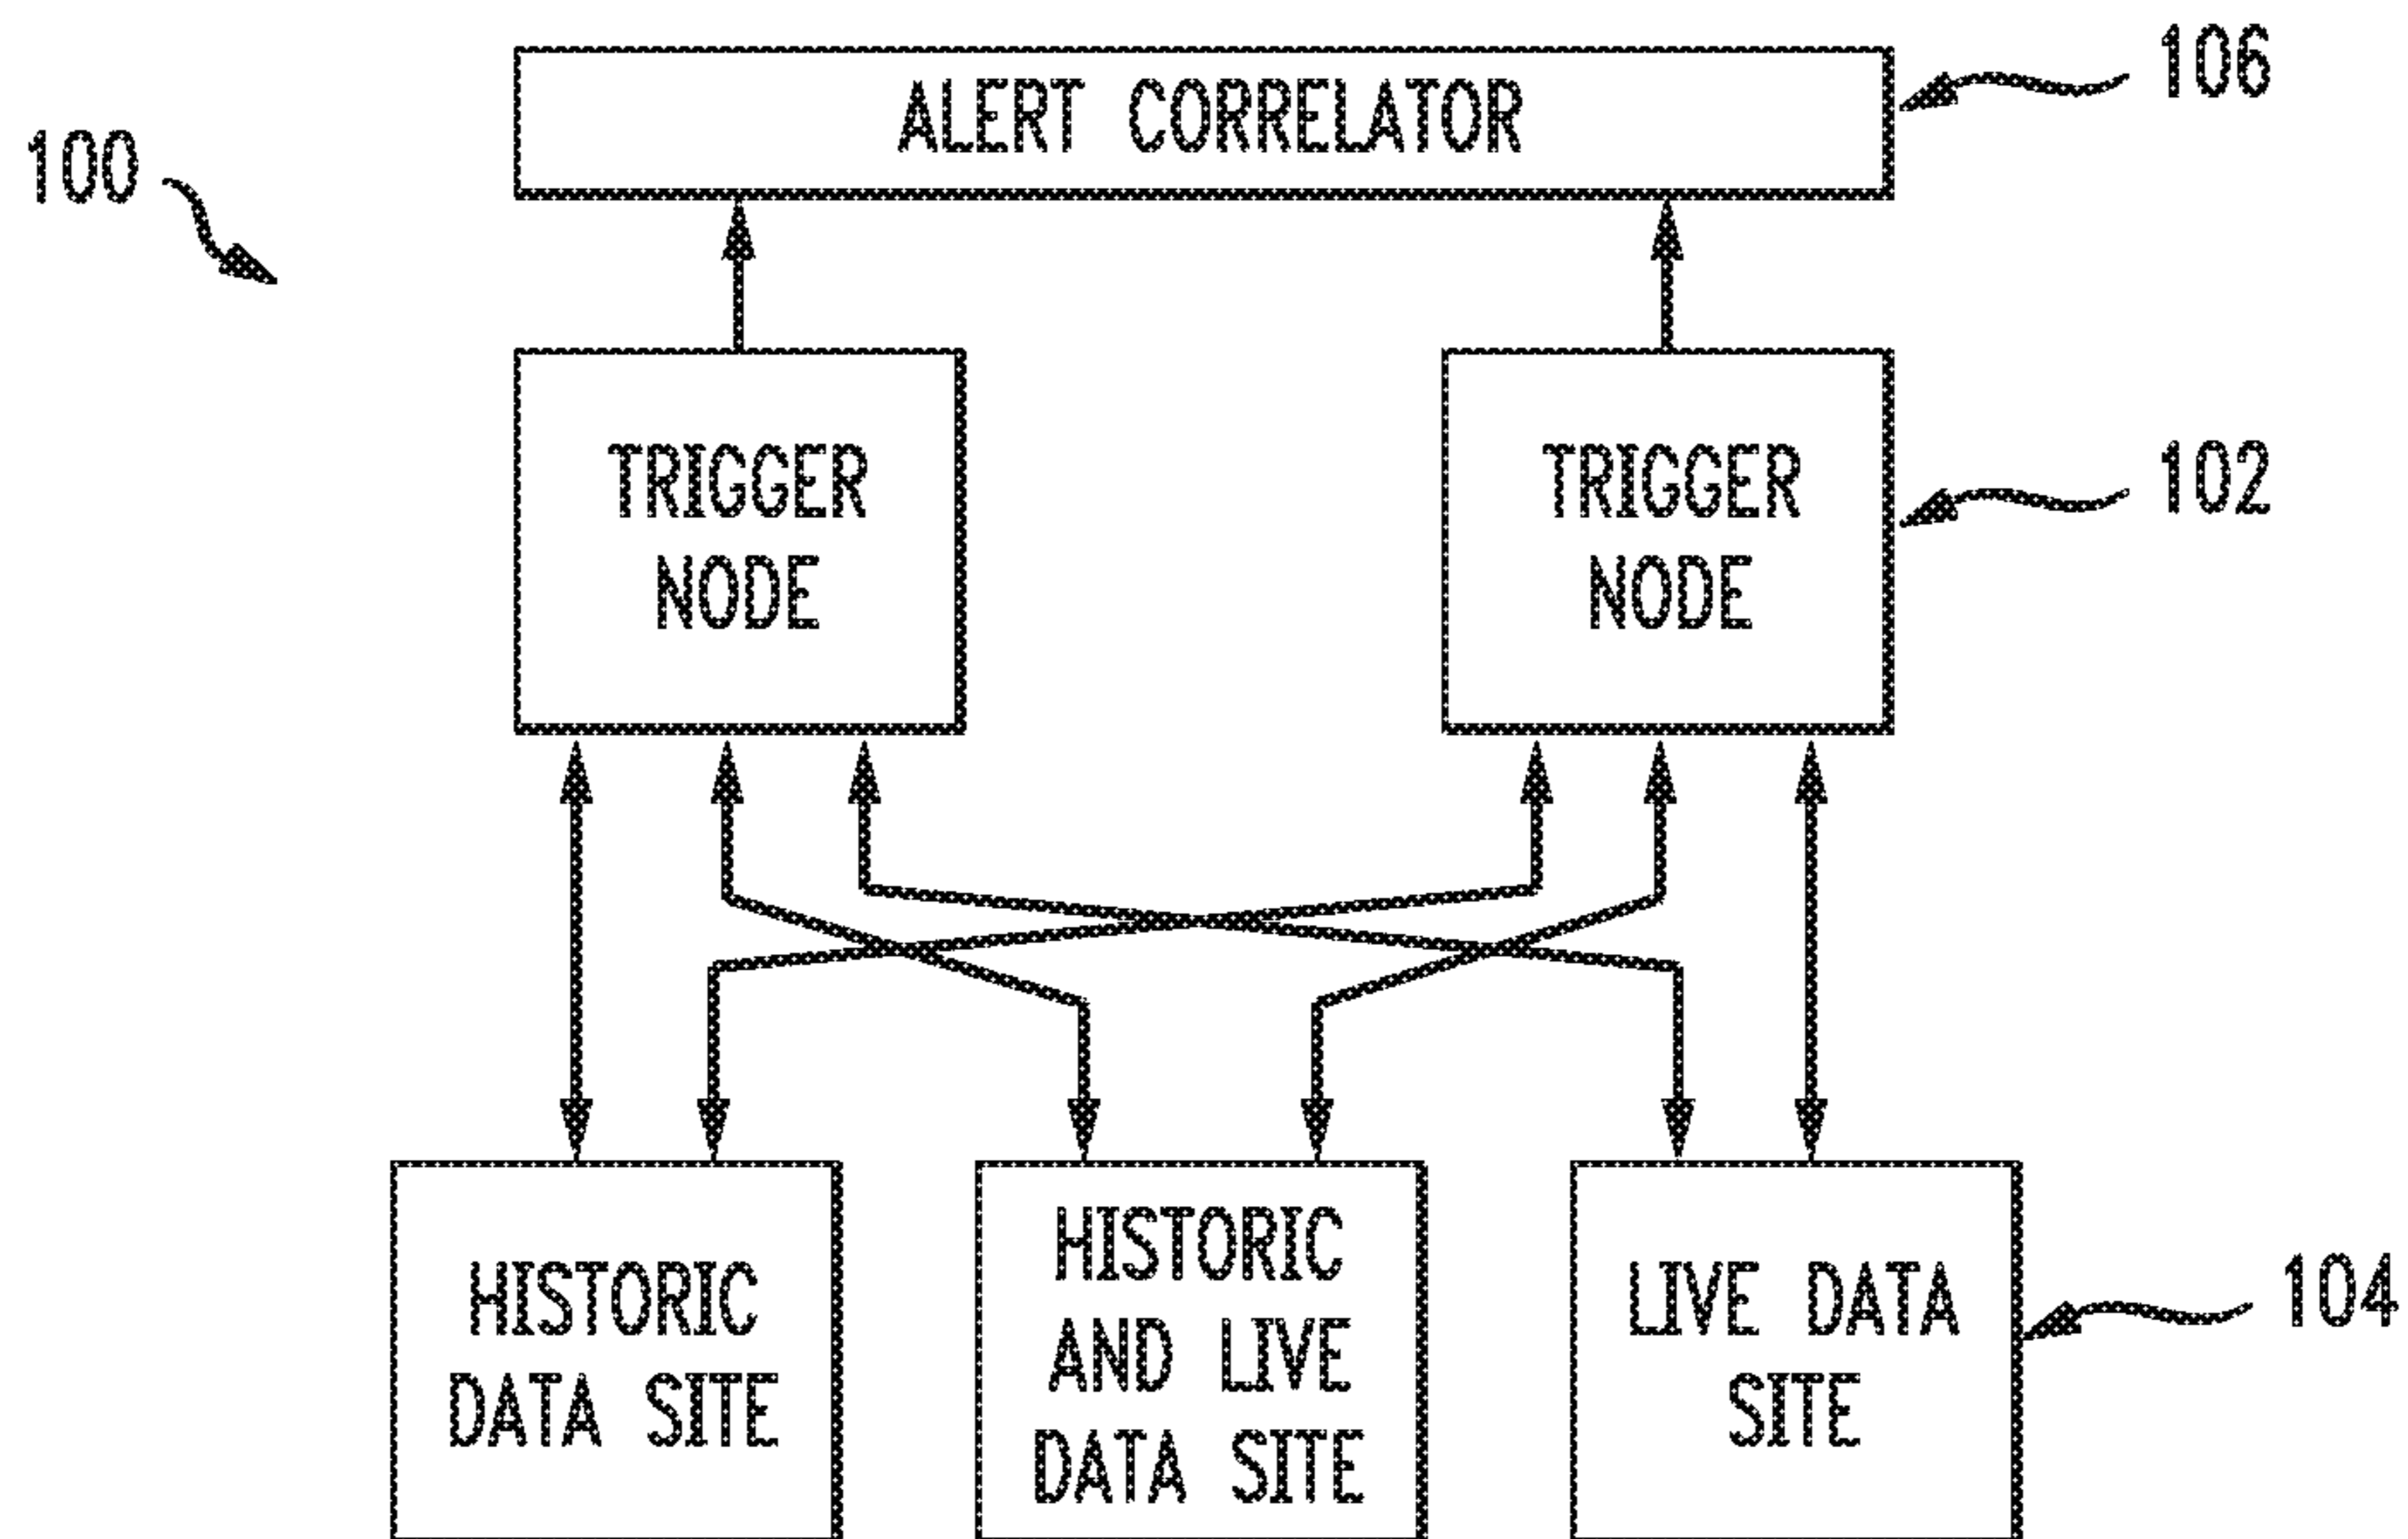 106
ALERT CORRELATOR
100
TRIGGER
NODE
TRIGGER
NODE
102
HISTORIC
DATA SITE
HISTORIC
AND LIVE
DATA SITE
LIVE DATA
SITE
104